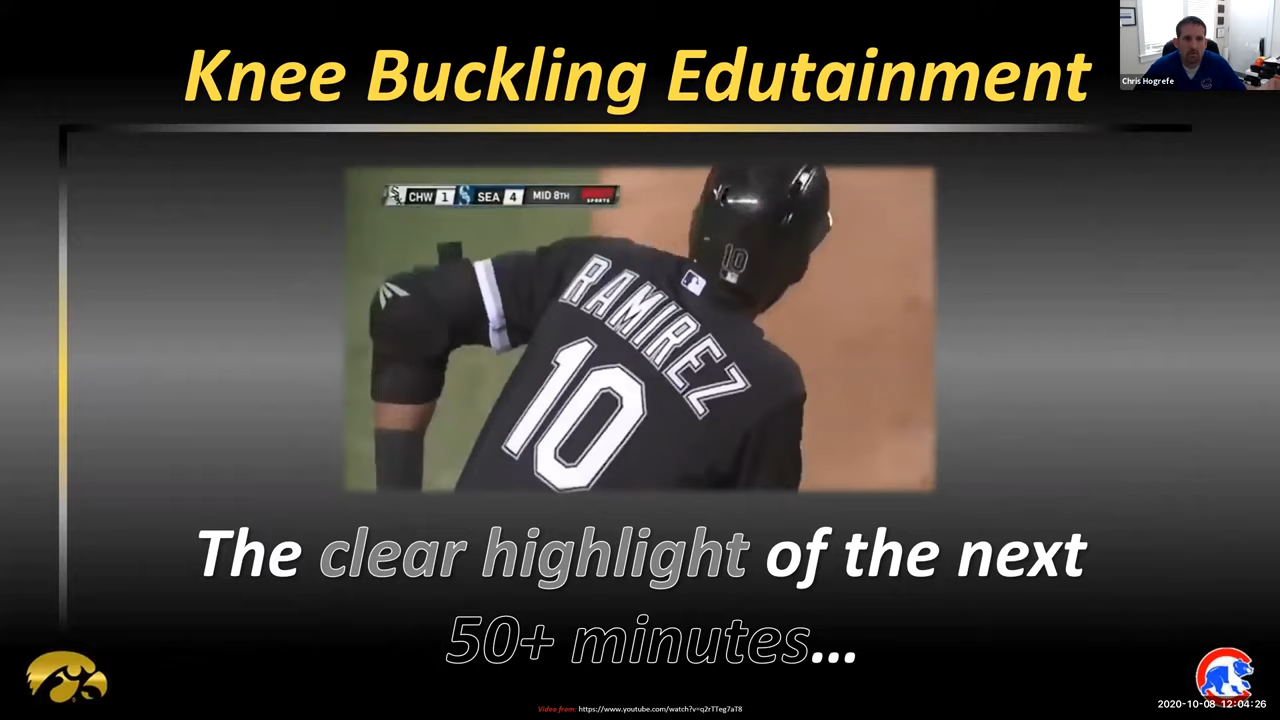 Knee Buckling Edutainment
Chris Hogrefe
CHW 1 SEA 4 MID 8TH SPORTS
10
RAMIREZ
10
The clear highlight of the next
50+ minutes...
Video from: https://www.youtube.com/watch?v=q2rTTeg7aT8
2020-10-08 12:04:26